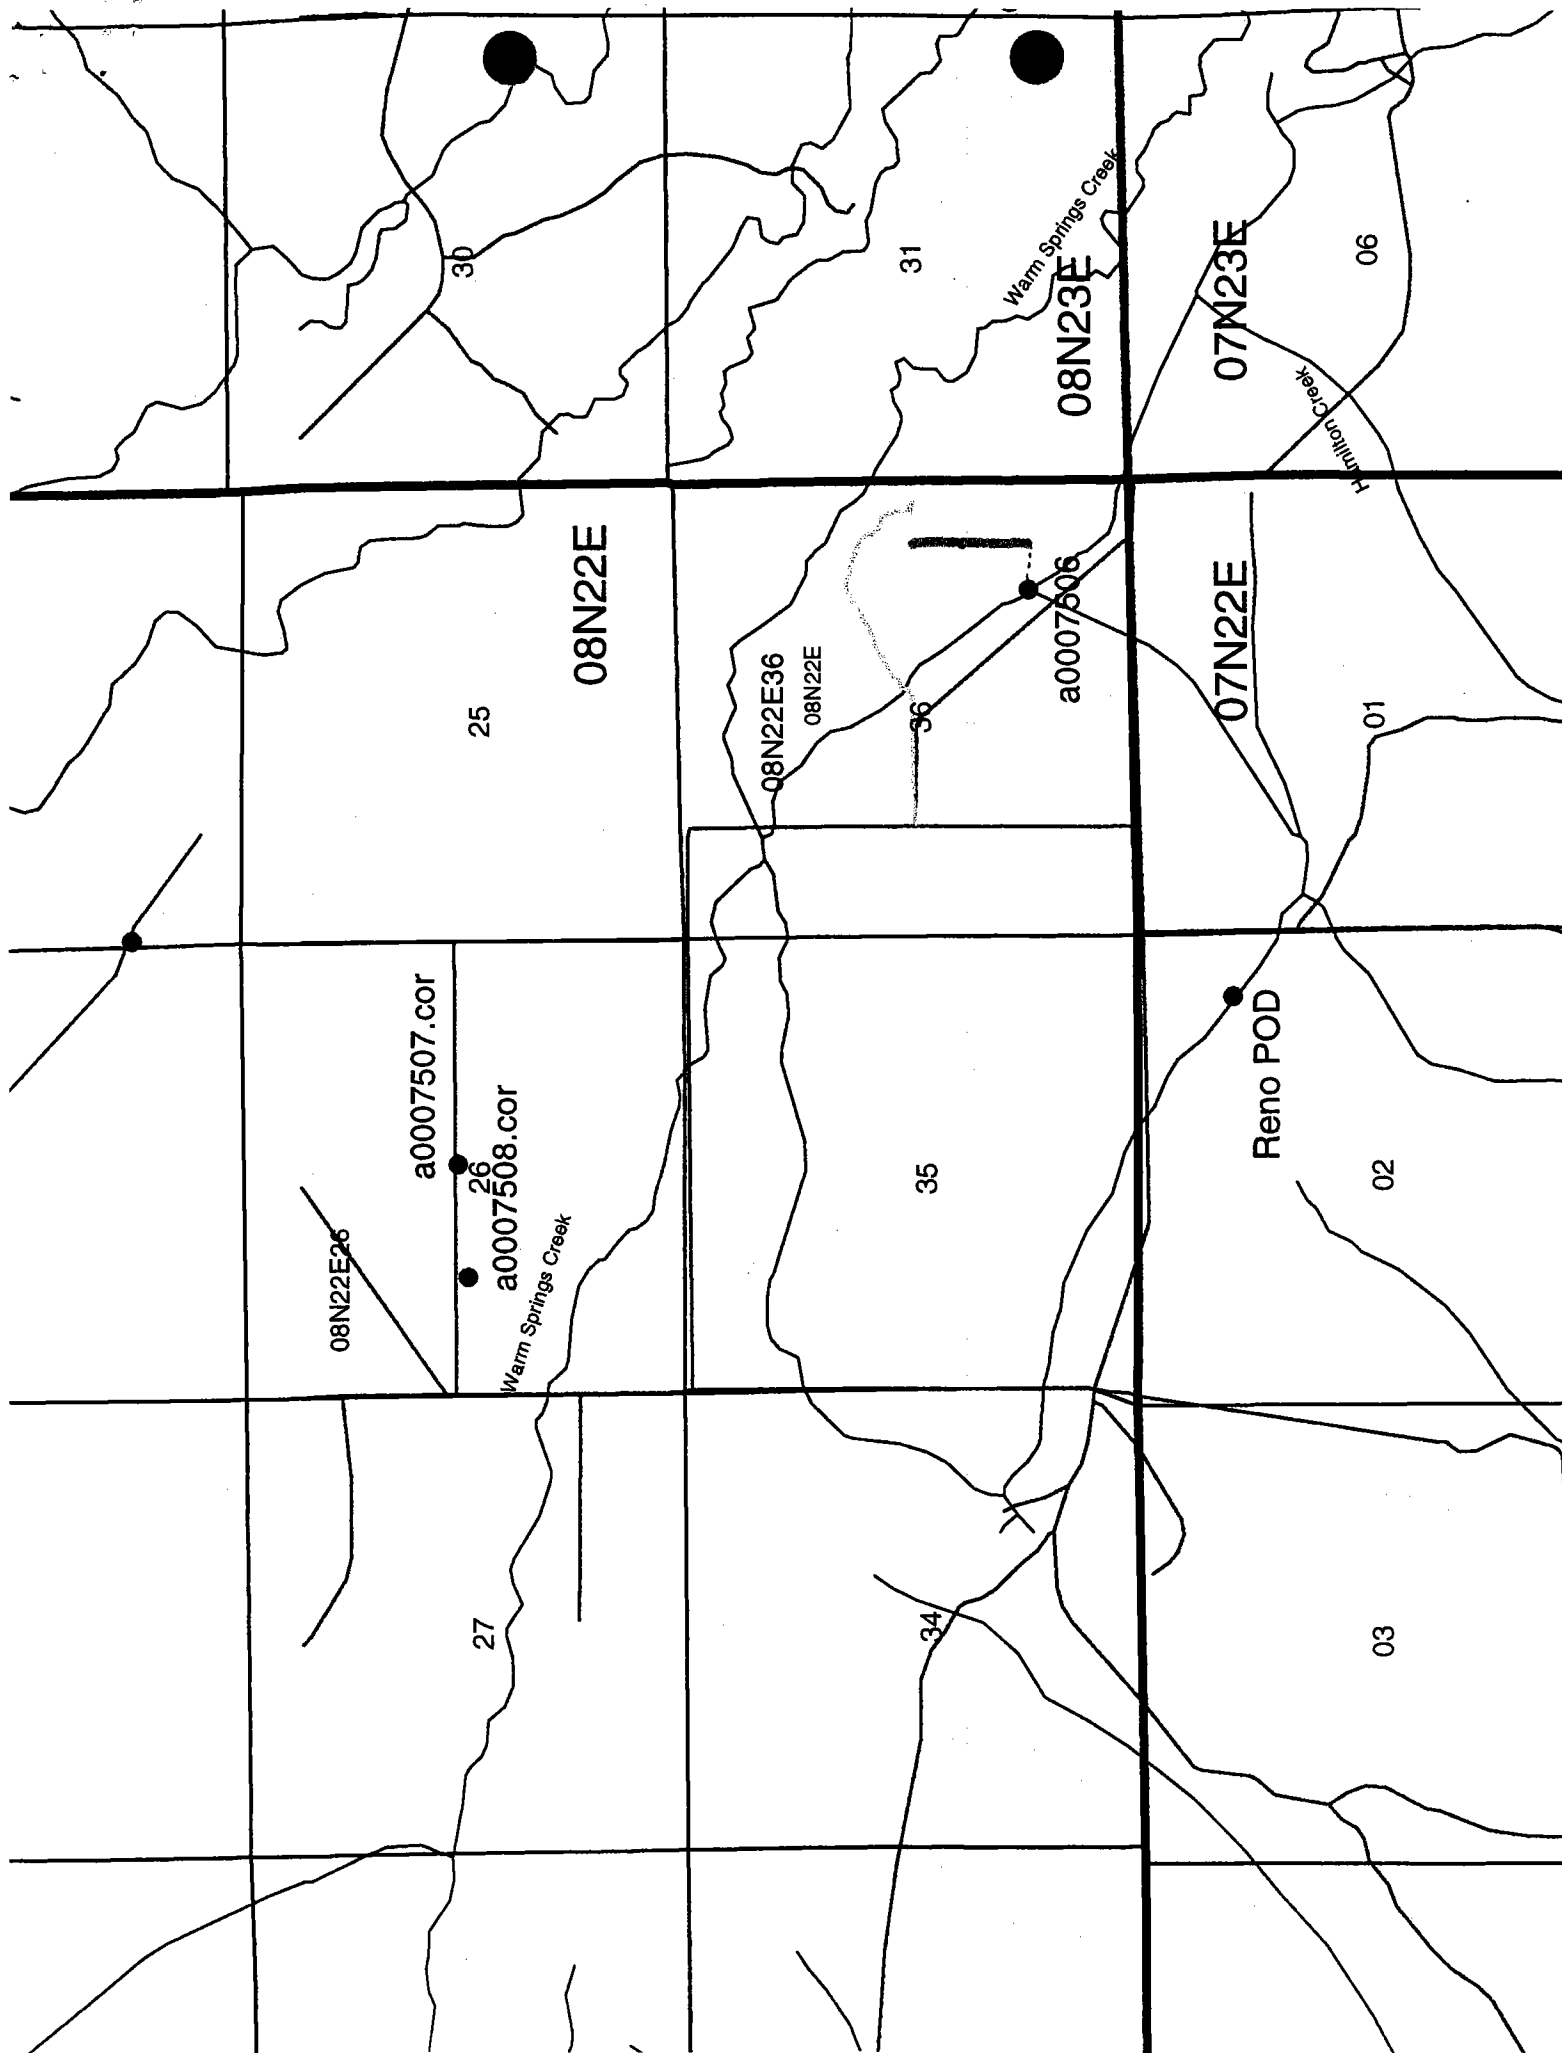 30
31
06
Warm Springs Creek
08N23E
07N23E
Hamilton Creek
08N22E
25
08N22E36
08N22E
36
a0007506
07N22E
01
a0007507.cor
26
a0007508.cor
08N22E26
Warm Springs Creek
35
Reno POD
02
27
34
03